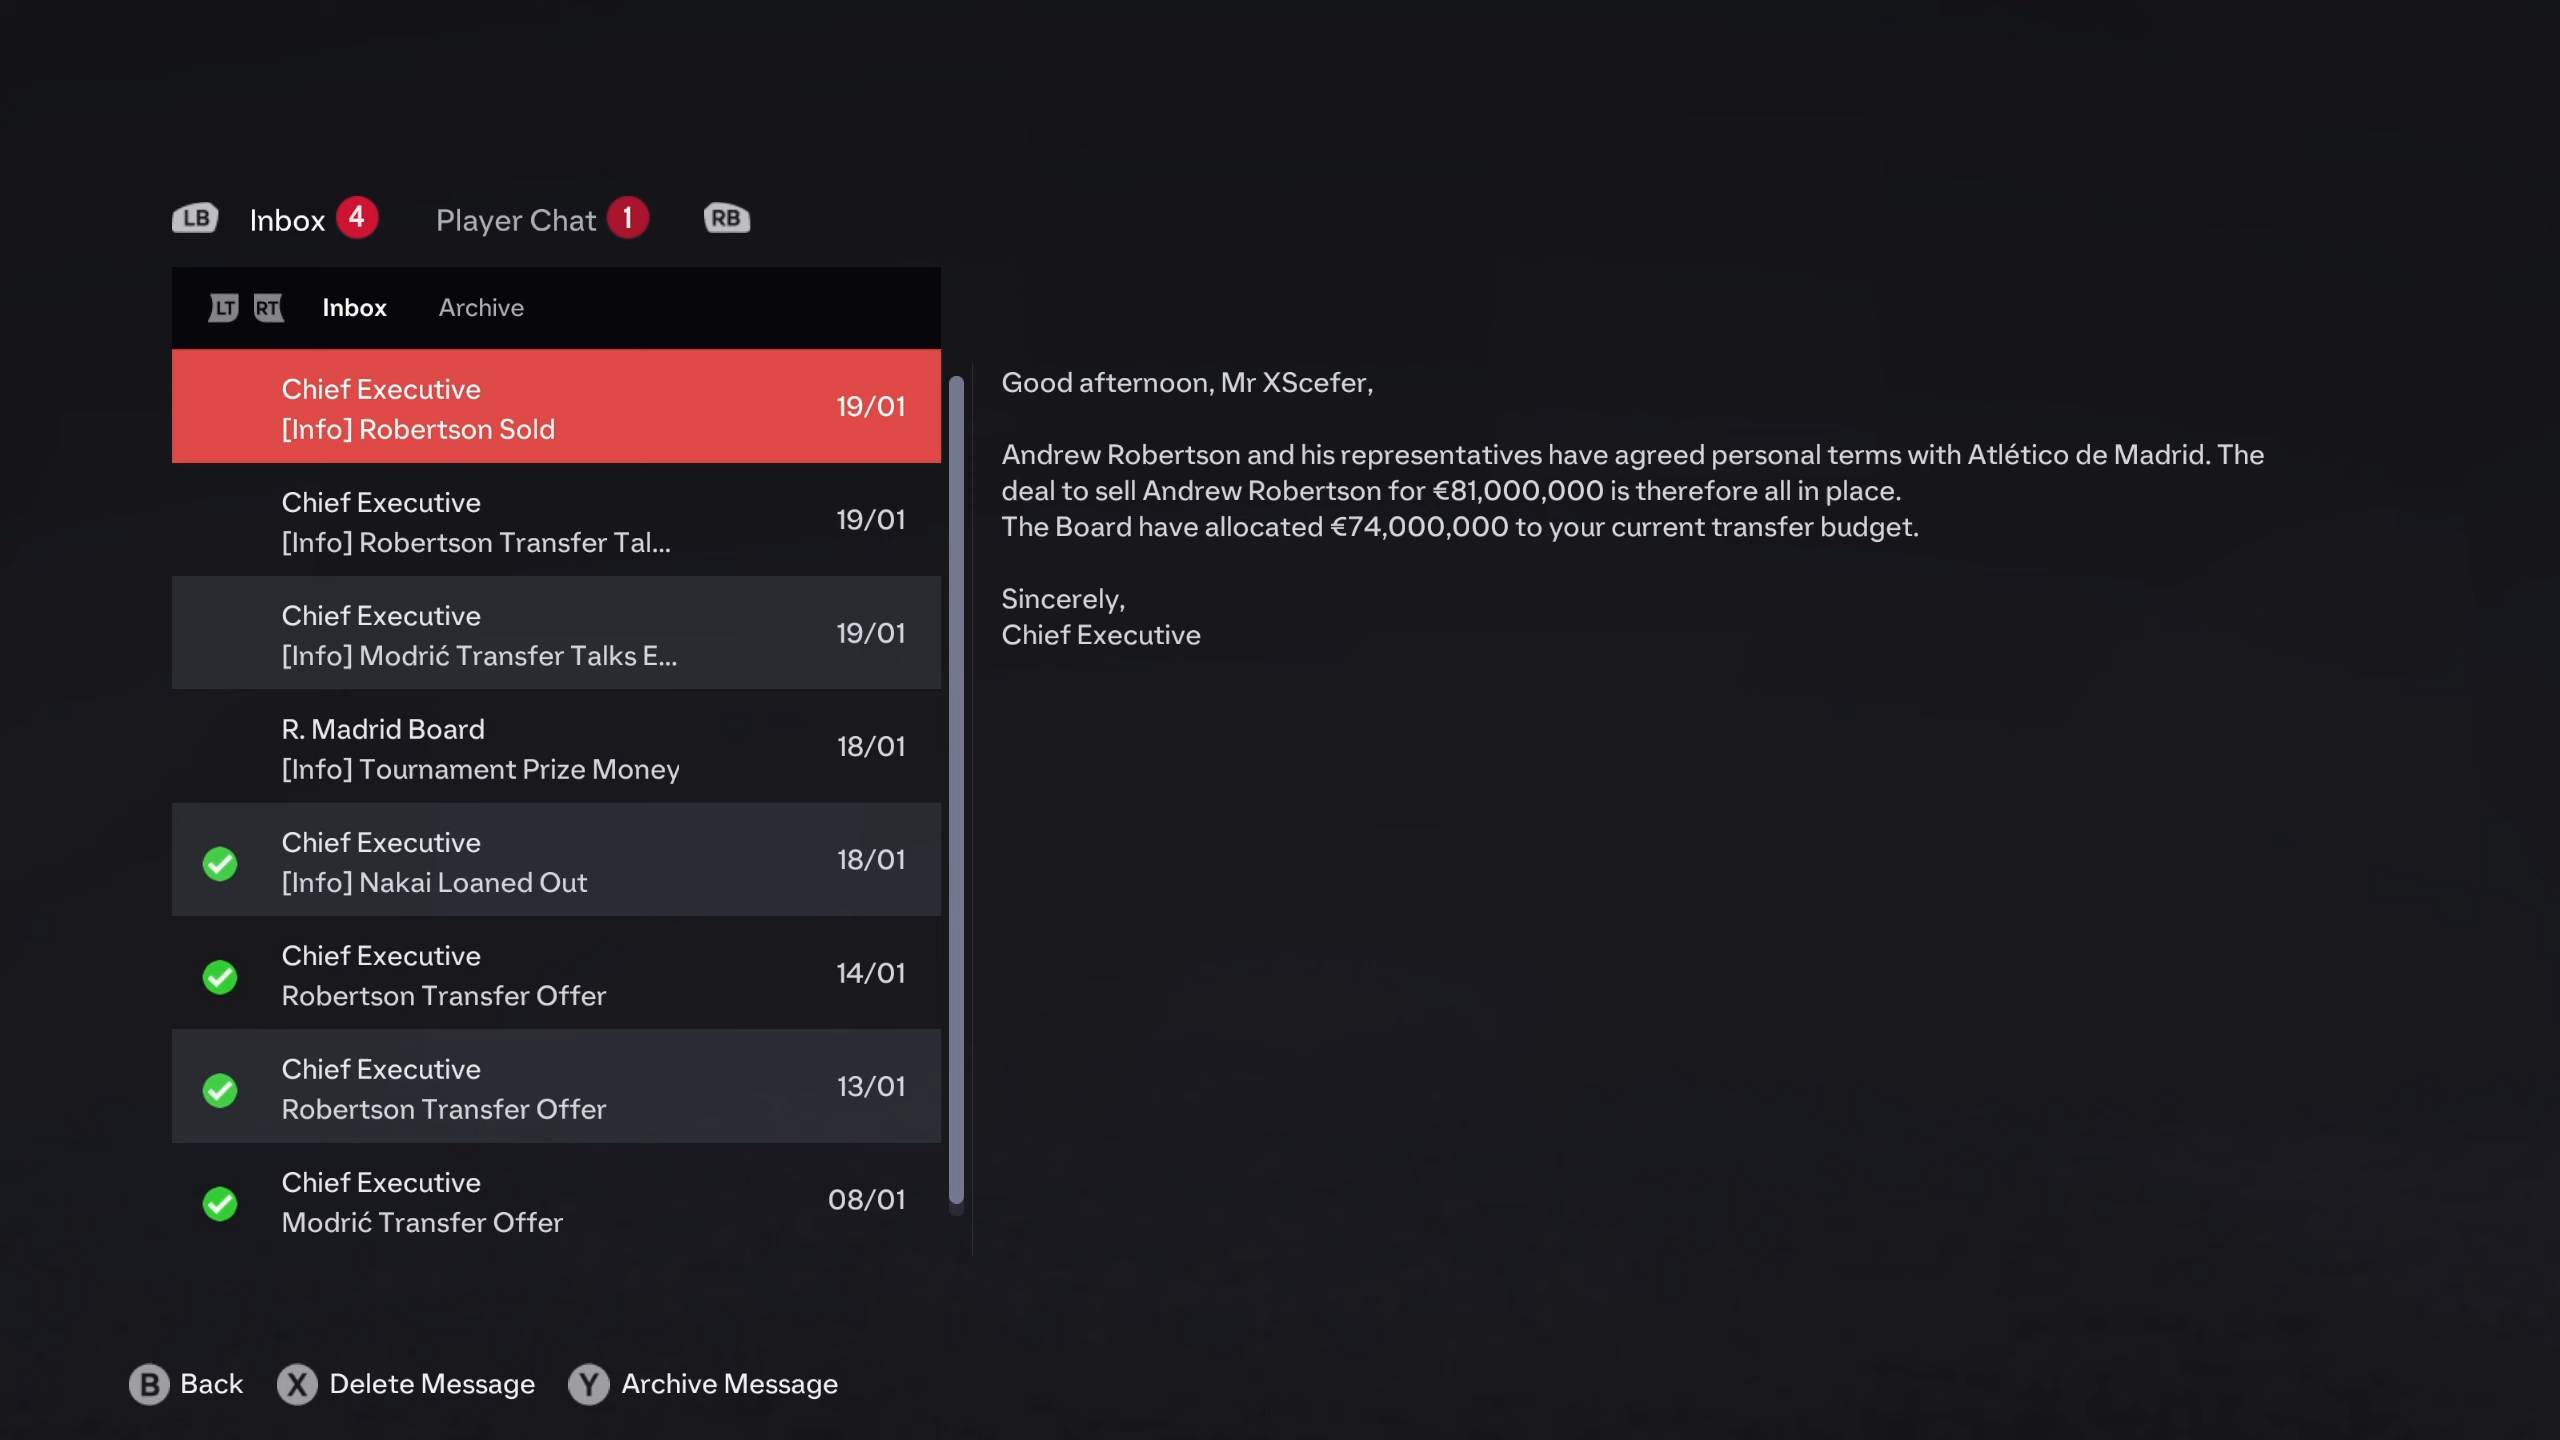 LB Inbox 4 Player Chat 1 RB
LT RT Inbox Archive
Chief Executive
[Info] Robertson Sold
19/01
Chief Executive
[Info] Robertson Transfer Tal...
19/01
Chief Executive
[Info] Modrić Transfer Talks E...
19/01
R. Madrid Board
[Info] Tournament Prize Money
18/01
Chief Executive
[Info] Nakai Loaned Out
18/01
Chief Executive
Robertson Transfer Offer
14/01
Chief Executive
Robertson Transfer Offer
13/01
Chief Executive
Modrić Transfer Offer
08/01
Good afternoon, Mr XScefer,
Andrew Robertson and his representatives have agreed personal terms with Atlético de Madrid. The
deal to sell Andrew Robertson for €81,000,000 is therefore all in place.
The Board have allocated €74,000,000 to your current transfer budget.
Sincerely,
Chief Executive
B Back X Delete Message Y Archive Message